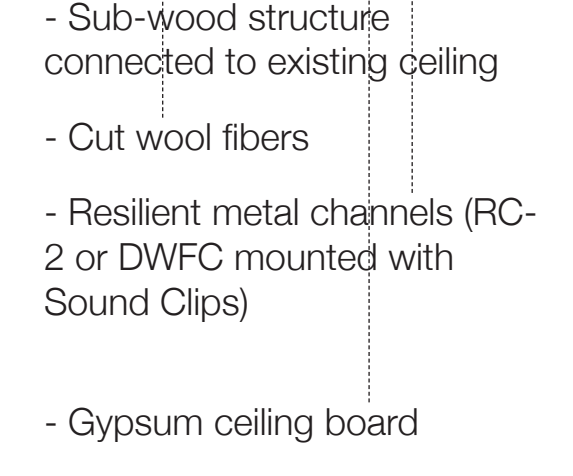 - Sub-wood structure
connected to existing ceiling
- Cut wool fibers
- Resilient metal channels (RC-
2 or DWFC mounted with
Sound Clips)
- Gypsum ceiling board